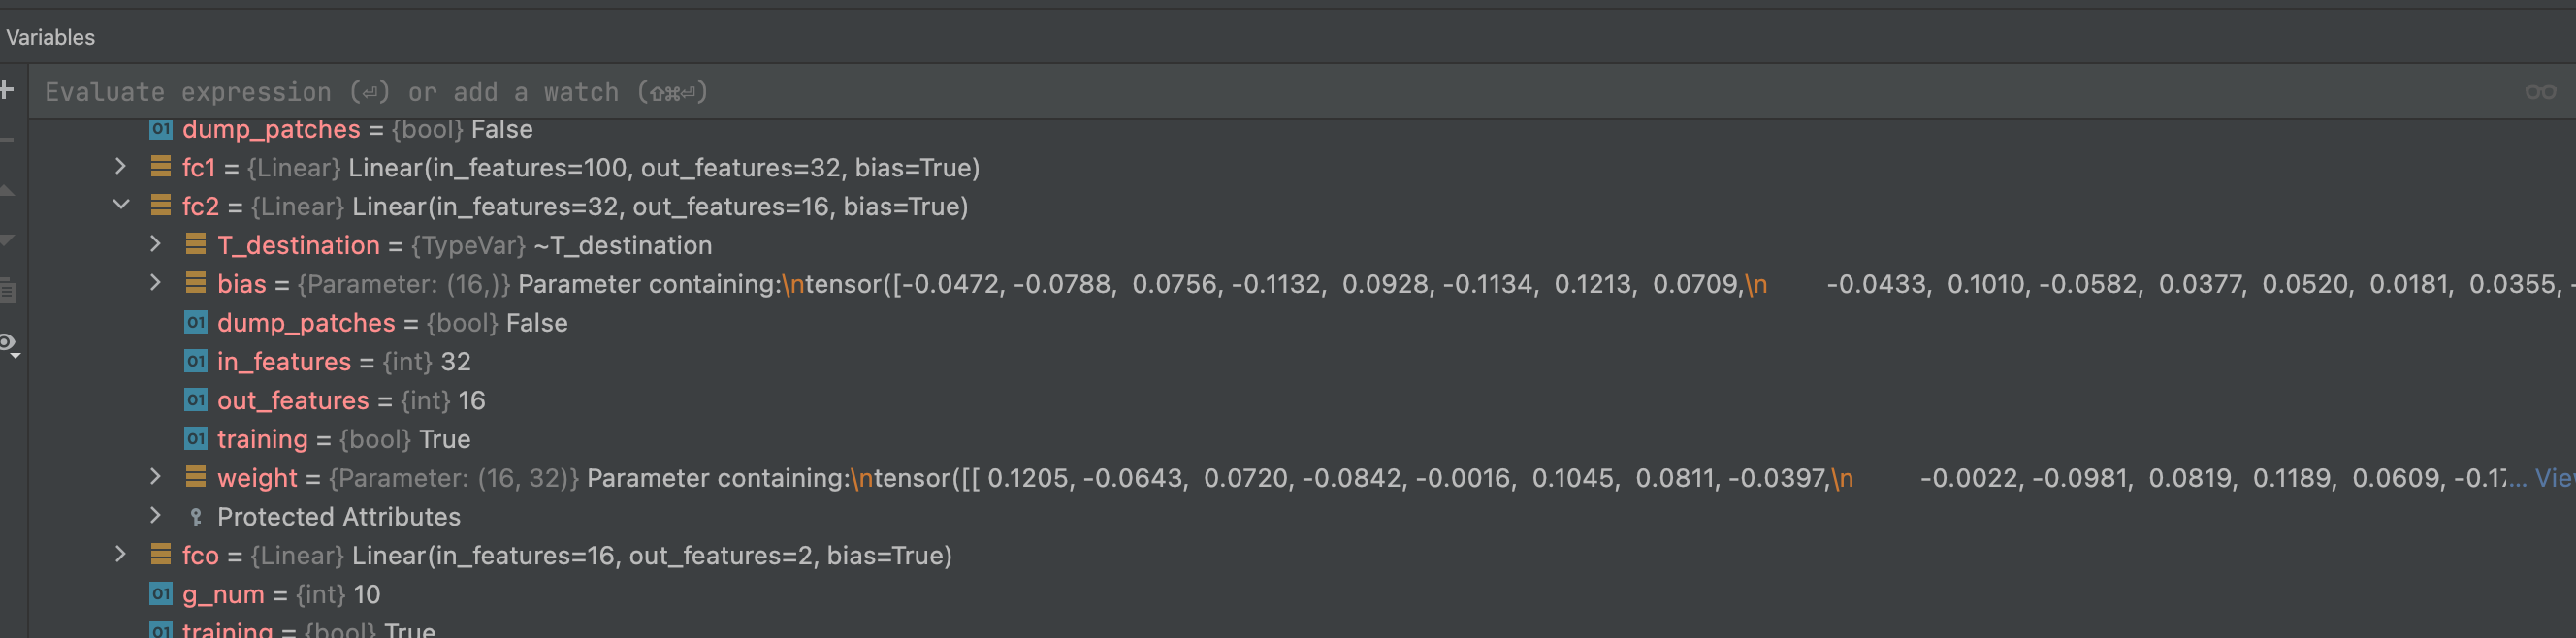 Variables
Evaluate expression (⏎) or add a watch (⇧⌘⏎)
dump_patches = {bool} False
fc1 = {Linear} Linear(in_features=100, out_features=32, bias=True)
fc2 = {Linear} Linear(in_features=32, out_features=16, bias=True)
T_destination = {TypeVar} ~T_destination
bias = {Parameter: (16,)} Parameter containing:\ntensor([-0.0472, -0.0788,  0.0756, -0.1132,  0.0928, -0.1134,  0.1213,  0.0709,\n        -0.0433,  0.1010, -0.0582,  0.0377,  0.0520,  0.0181,  0.0355, -
dump_patches = {bool} False
in_features = {int} 32
out_features = {int} 16
training = {bool} True
weight = {Parameter: (16, 32)} Parameter containing:\ntensor([[ 0.1205, -0.0643,  0.0720, -0.0842, -0.0016,  0.1045,  0.0811, -0.0397,\n         -0.0022, -0.0981,  0.0819,  0.1189,  0.0609, -0.17... View
Protected Attributes
fco = {Linear} Linear(in_features=16, out_features=2, bias=True)
g_num = {int} 10
training = {bool} True